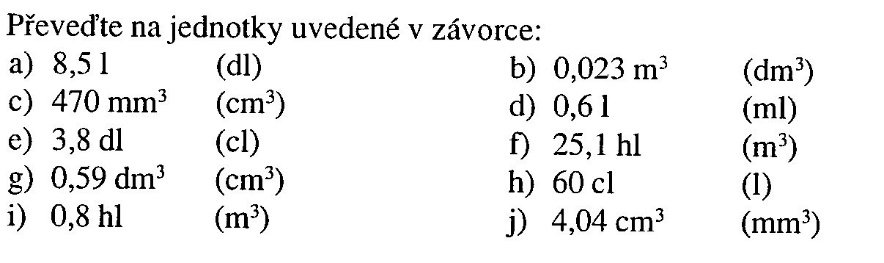 Převeďte na jednotky uvedené v závorce:
a) 8,5 l (dl) b) 0,023 m³ (dm³)
c) 470 mm³ (cm³) d) 0,6 l (ml)
e) 3,8 dl (cl) f) 25,1 hl (m³)
g) 0,59 dm³ (cm³) h) 60 cl (l)
i) 0,8 hl (m³) j) 4,04 cm³ (mm³)